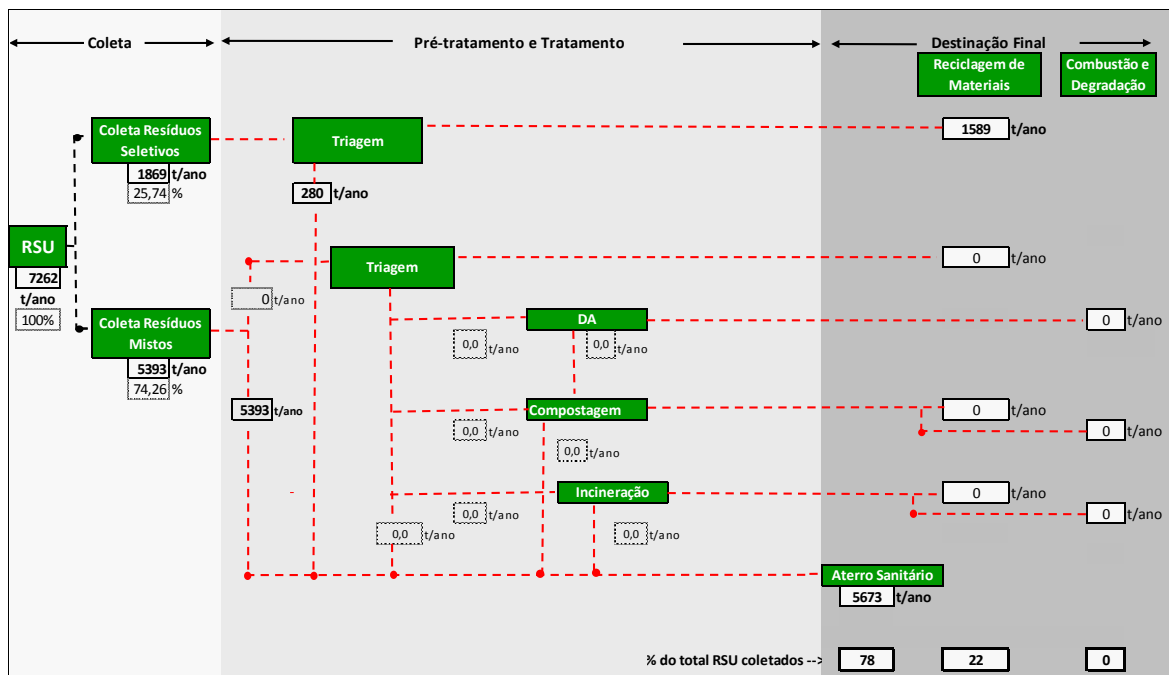 Coleta
Pré-tratamento e Tratamento
Destinação Final
Reciclagem de
Materiais
Combustão e
Degradação
Coleta Resíduos
Seletivos
1869 t/ano
25,74 %
Triagem
280 t/ano
1589 t/ano
RSU
7262
t/ano
100%
Triagem
0 t/ano
0 t/ano
Coleta Resíduos
Mistos
5393 t/ano
74,26 %
DA
0,0 t/ano
0,0 t/ano
0 t/ano
5393 t/ano
Compostagem
0,0 t/ano
0,0
t/ano
0 t/ano
0 t/ano
Incineração
0,0 t/ano
0,0 t/ano
0,0 t/ano
0 t/ano
0 t/ano
Aterro Sanitário
5673 t/ano
% do total RSU coletados --> 78 22 0